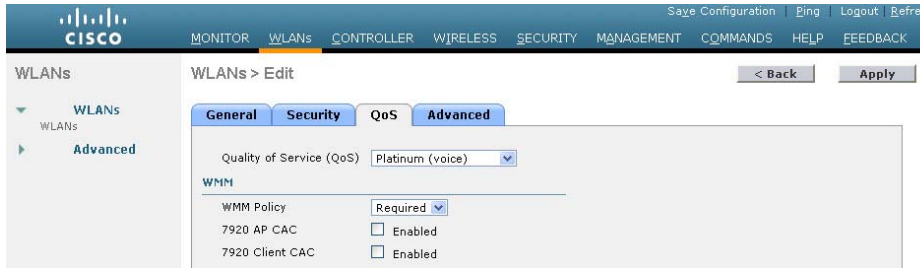 Save Configuration Ping Logout Refre
CISCO
MONITOR WLANs CONTROLLER WIRELESS SECURITY MANAGEMENT COMMANDS HELP FEEDBACK
WLANs
WLANs > Edit
< Back
Apply
WLANs
WLANs
Advanced
General Security QoS Advanced
Quality of Service (QoS) Platinum (voice)
WMM
WMM Policy Required
7920 AP CAC Enabled
7920 Client CAC Enabled